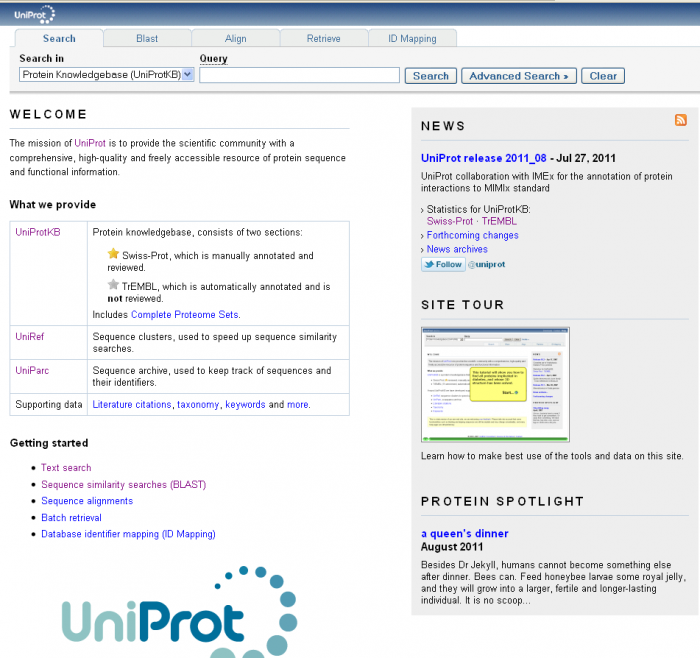 UniProt
Search Blast Align Retrieve ID Mapping
Search in Query
Protein Knowledgebase (UniProtKB) Search Advanced Search » Clear
WELCOME
The mission of UniProt is to provide the scientific community with a
comprehensive, high-quality and freely accessible resource of protein sequence
and functional information.
What we provide
UniProtKB
Protein knowledgebase, consists of two sections:
Swiss-Prot, which is manually annotated and
reviewed.
TrEMBL, which is automatically annotated and is
not reviewed.
Includes Complete Proteome Sets.
UniRef
Sequence clusters, used to speed up sequence similarity
searches.
UniParc
Sequence archive, used to keep track of sequences and
their identifiers.
Supporting data
Literature citations, taxonomy, keywords and more.
Getting started
• Text search
• Sequence similarity searches (BLAST)
• Sequence alignments
• Batch retrieval
• Database identifier mapping (ID Mapping)
UniProt
NEWS
UniProt release 2011_08 - Jul 27, 2011
UniProt collaboration with IMEx for the annotation of protein
interactions to MIMIx standard
› Statistics for UniProtKB:
Swiss-Prot · TrEMBL
› Forthcoming changes
› News archives
Follow @uniprot
SITE TOUR
Start...
Learn how to make best use of the tools and data on this site.
PROTEIN SPOTLIGHT
a queen's dinner
August 2011
Besides Dr Jekyll, humans cannot become something else
after dinner. Bees can. Feed honeybee larvae some royal jelly,
and they will grow into a larger, fertile and longer-lasting
individual. It is no scoop...